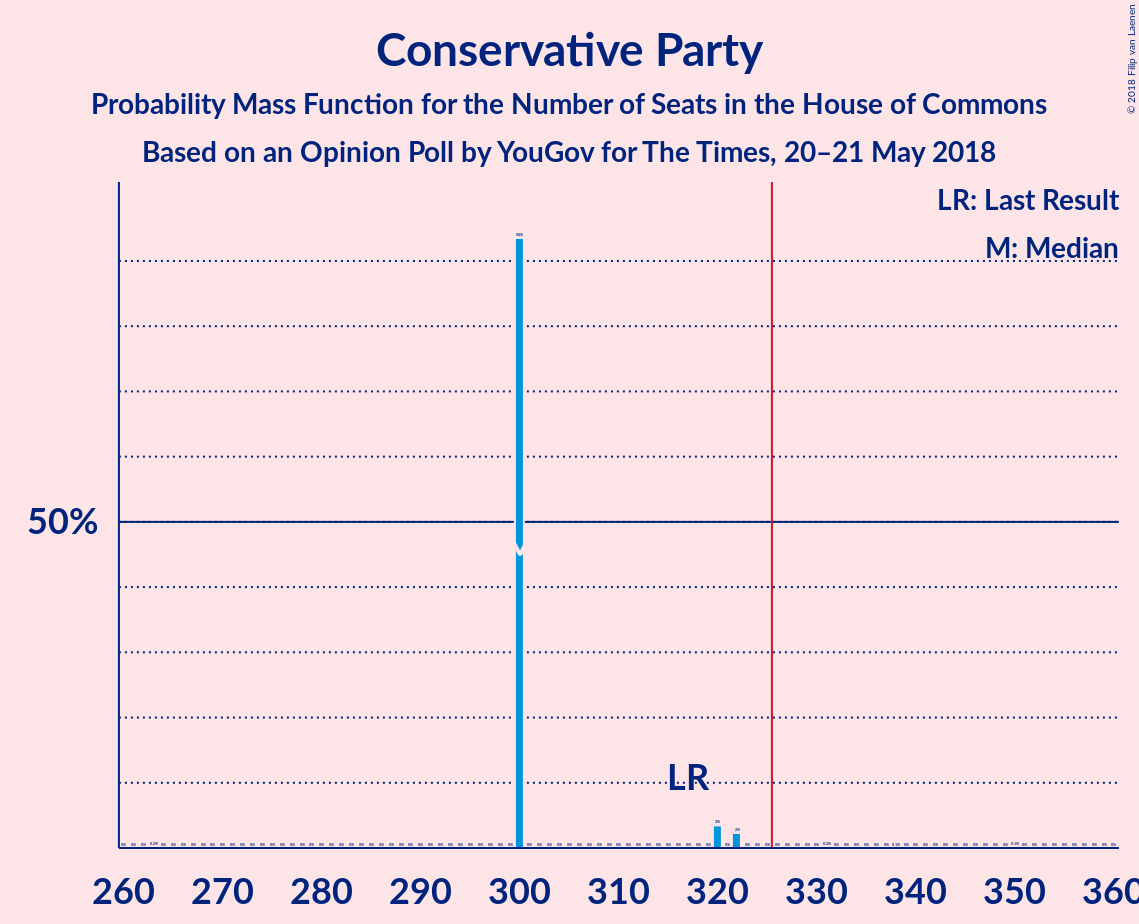 Conservative Party
Probability Mass Function for the Number of Seats in the House of Commons
Based on an Opinion Poll by YouGov for The Times, 20–21 May 2018
© 2018 Filip van Laenen
LR: Last Result
M: Median
50%
LR
260 270 280 290 300 310 320 330 340 350 360